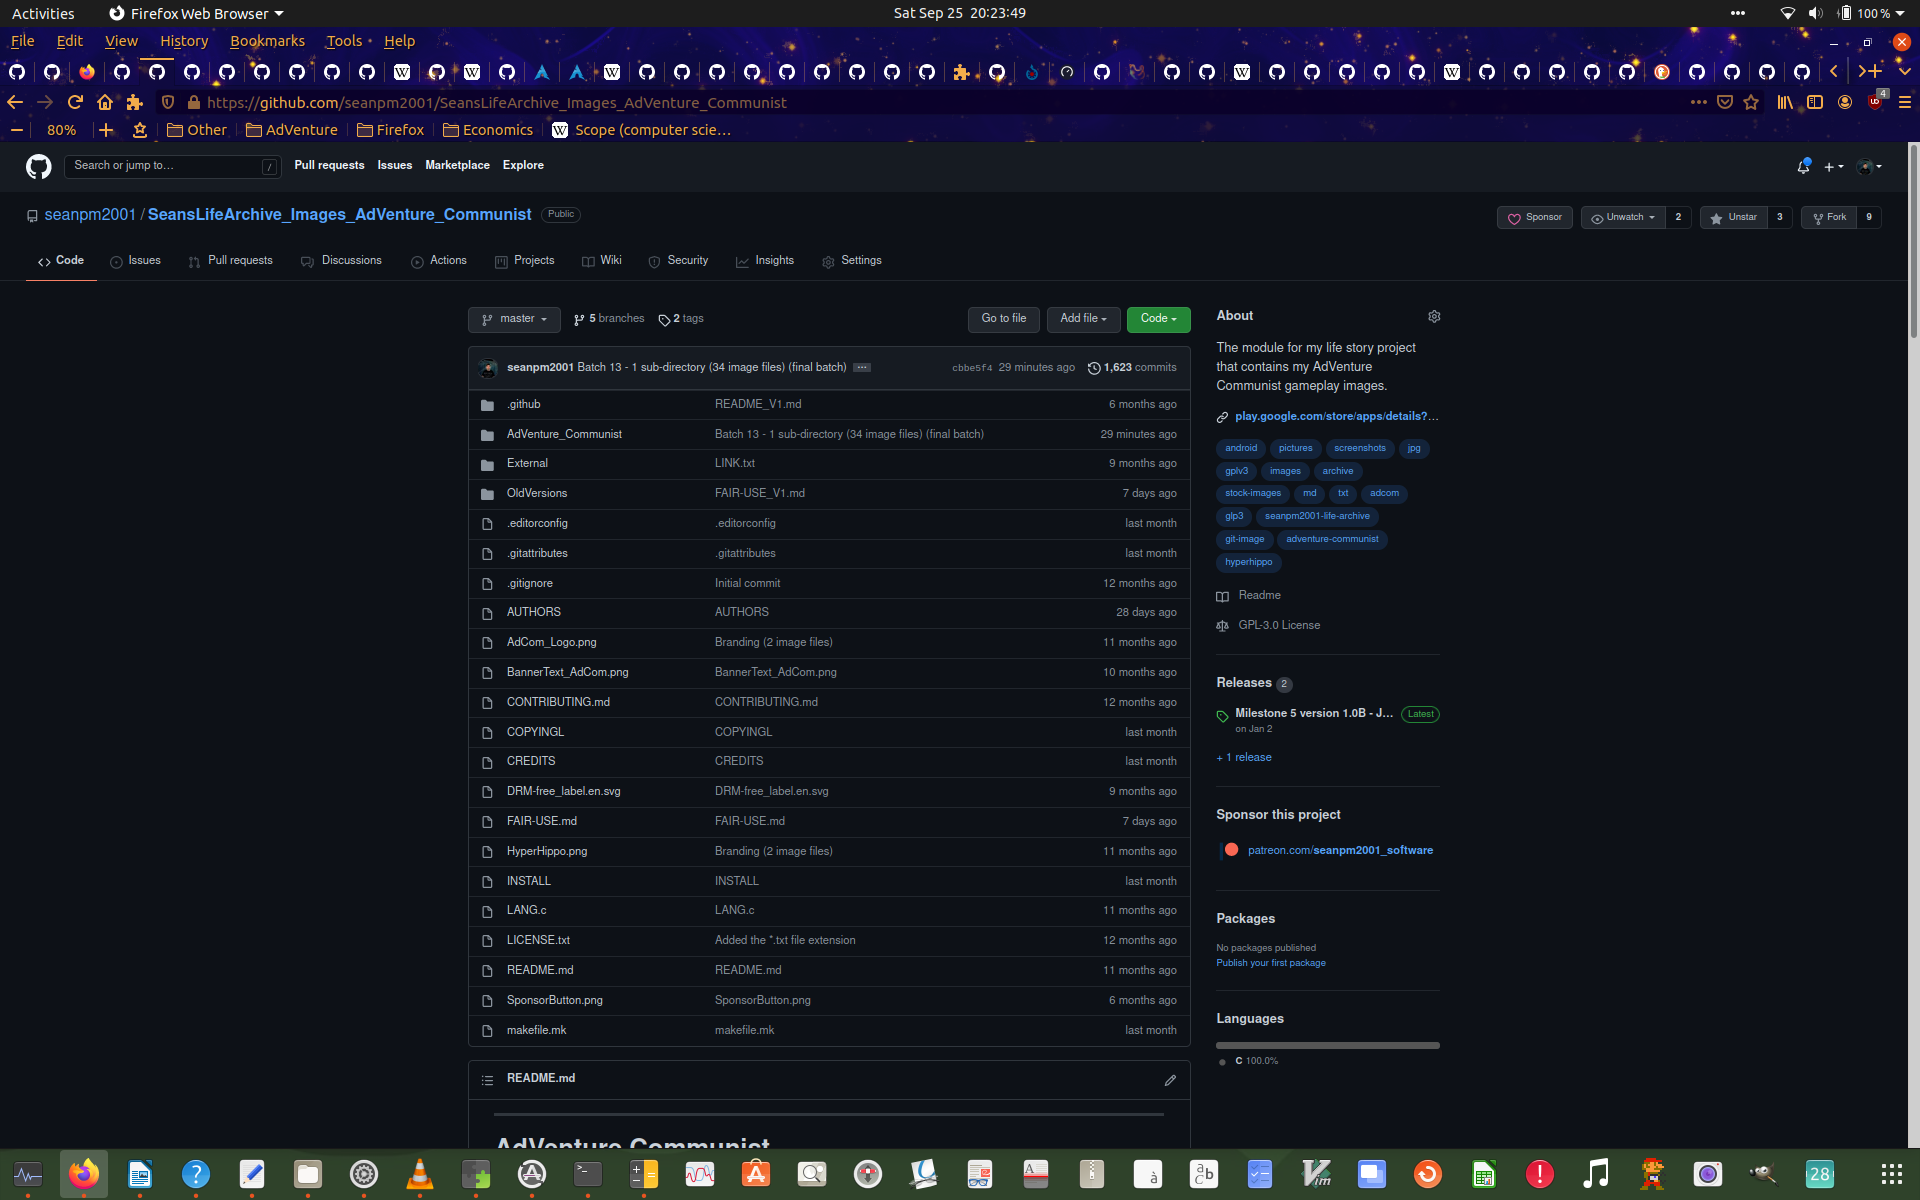 Activities Firefox Web Browser Sat Sep 25 20:23:49 100 %
File Edit View History Bookmarks Tools Help
https://github.com/seanpm2001/SeansLifeArchive_Images_AdVenture_Communist 4
80% Other AdVenture Firefox Economics Scope (computer scie…
Search or jump to… / Pull requests Issues Marketplace Explore
seanpm2001 / SeansLifeArchive_Images_AdVenture_Communist Public Sponsor Unwatch 2 Unstar 3 Fork 9
Code Issues Pull requests Discussions Actions Projects Wiki Security Insights Settings
master 5 branches 2 tags Go to file Add file Code
seanpm2001 Batch 13 - 1 sub-directory (34 image files) (final batch) ... cbbe5f4 29 minutes ago 1,623 commits
.github README_V1.md 6 months ago
AdVenture_Communist Batch 13 - 1 sub-directory (34 image files) (final batch) 29 minutes ago
External LINK.txt 9 months ago
OldVersions FAIR-USE_V1.md 7 days ago
.editorconfig .editorconfig last month
.gitattributes .gitattributes last month
.gitignore Initial commit 12 months ago
AUTHORS AUTHORS 28 days ago
AdCom_Logo.png Branding (2 image files) 11 months ago
BannerText_AdCom.png BannerText_AdCom.png 10 months ago
CONTRIBUTING.md CONTRIBUTING.md 12 months ago
COPYINGL COPYINGL last month
CREDITS CREDITS last month
DRM-free_label.en.svg DRM-free_label.en.svg 9 months ago
FAIR-USE.md FAIR-USE.md 7 days ago
HyperHippo.png Branding (2 image files) 11 months ago
INSTALL INSTALL last month
LANG.c LANG.c 11 months ago
LICENSE.txt Added the *.txt file extension 12 months ago
README.md README.md 11 months ago
SponsorButton.png SponsorButton.png 6 months ago
makefile.mk makefile.mk last month
README.md
AdVenture Communist
About
The module for my life story project
that contains my AdVenture
Communist gameplay images.
play.google.com/store/apps/details?…
android pictures screenshots jpg
gplv3 images archive
stock-images md txt adcom
glp3 seanpm2001-life-archive
git-image adventure-communist
hyperhippo
Readme
GPL-3.0 License
Releases 2
Milestone 5 version 1.0B - J… Latest
on Jan 2
+ 1 release
Sponsor this project
patreon.com/seanpm2001_software
Packages
No packages published
Publish your first package
Languages
C 100.0%
28